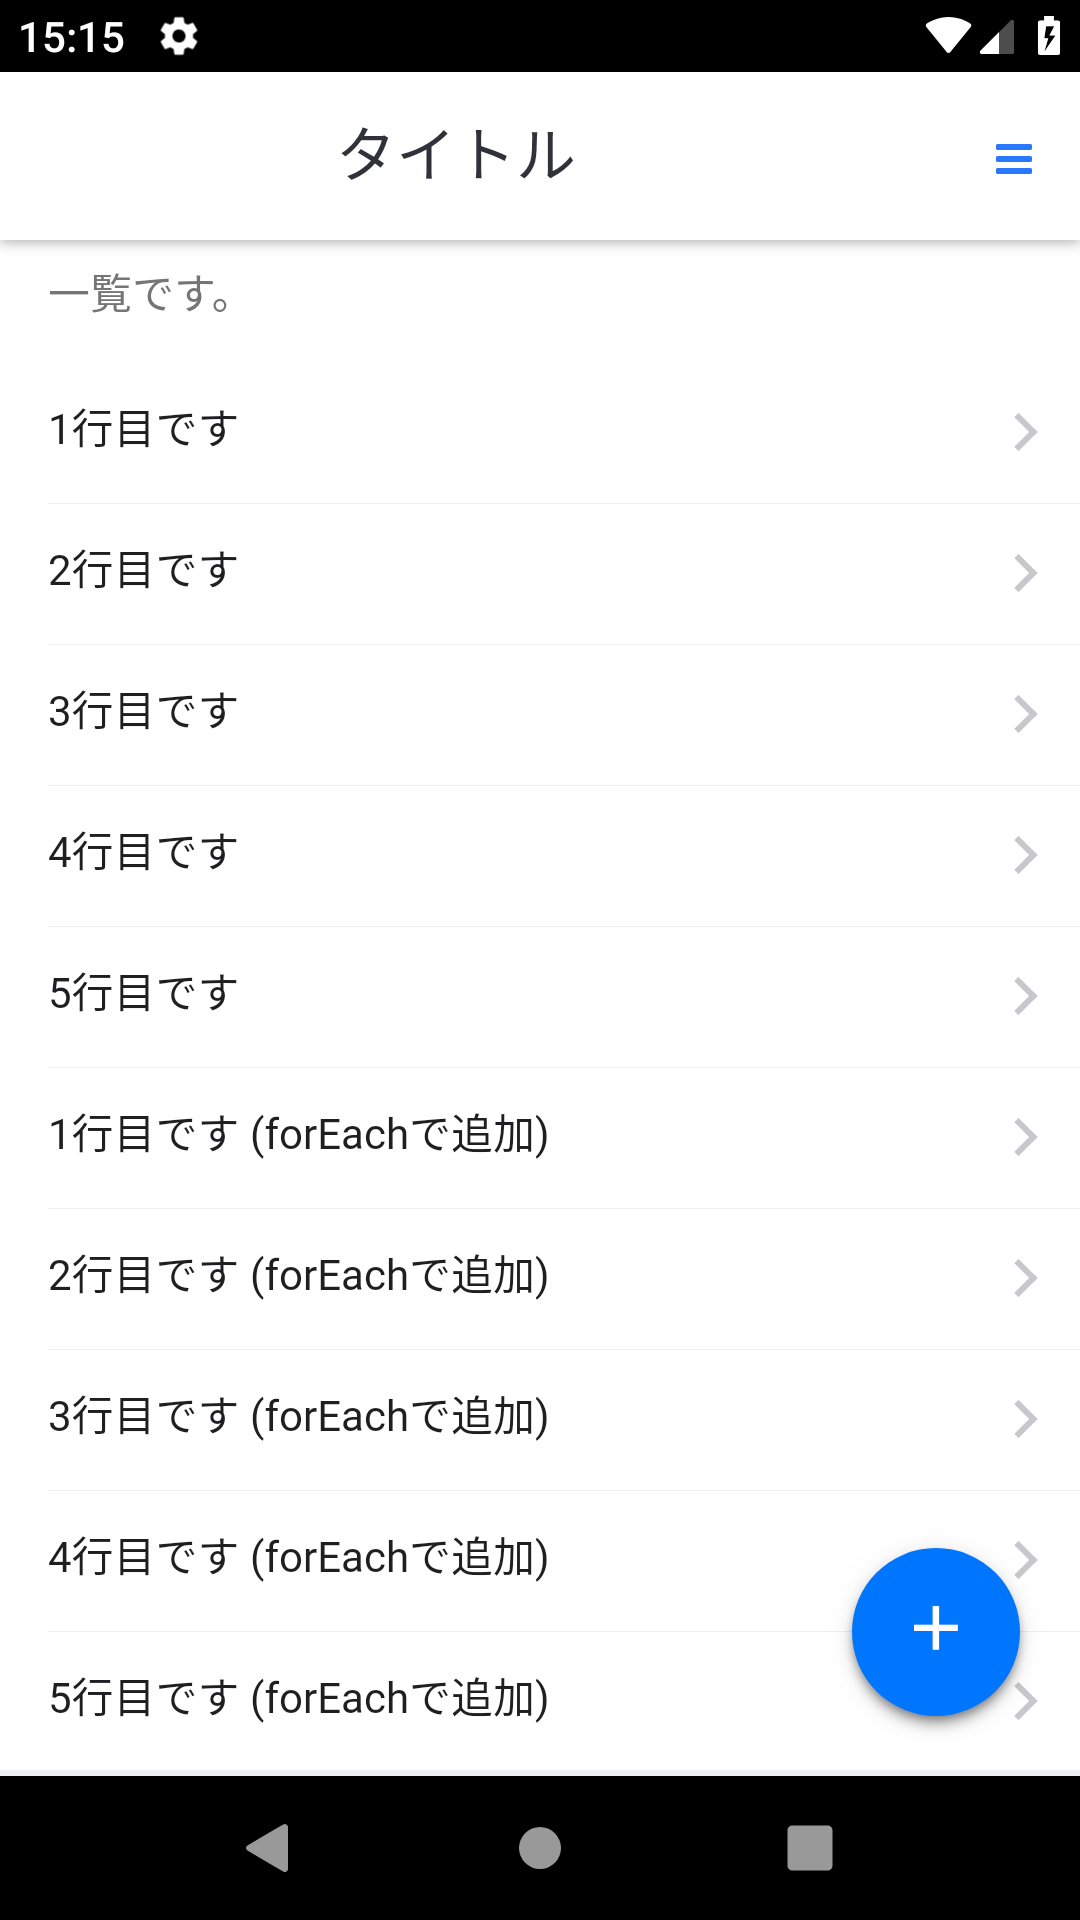 15:15
タイトル
一覧です。
1行目です
2行目です
3行目です
4行目です
5行目です
1行目です (forEachで追加)
2行目です (forEachで追加)
3行目です (forEachで追加)
4行目です (forEachで追加)
5行目です (forEachで追加)